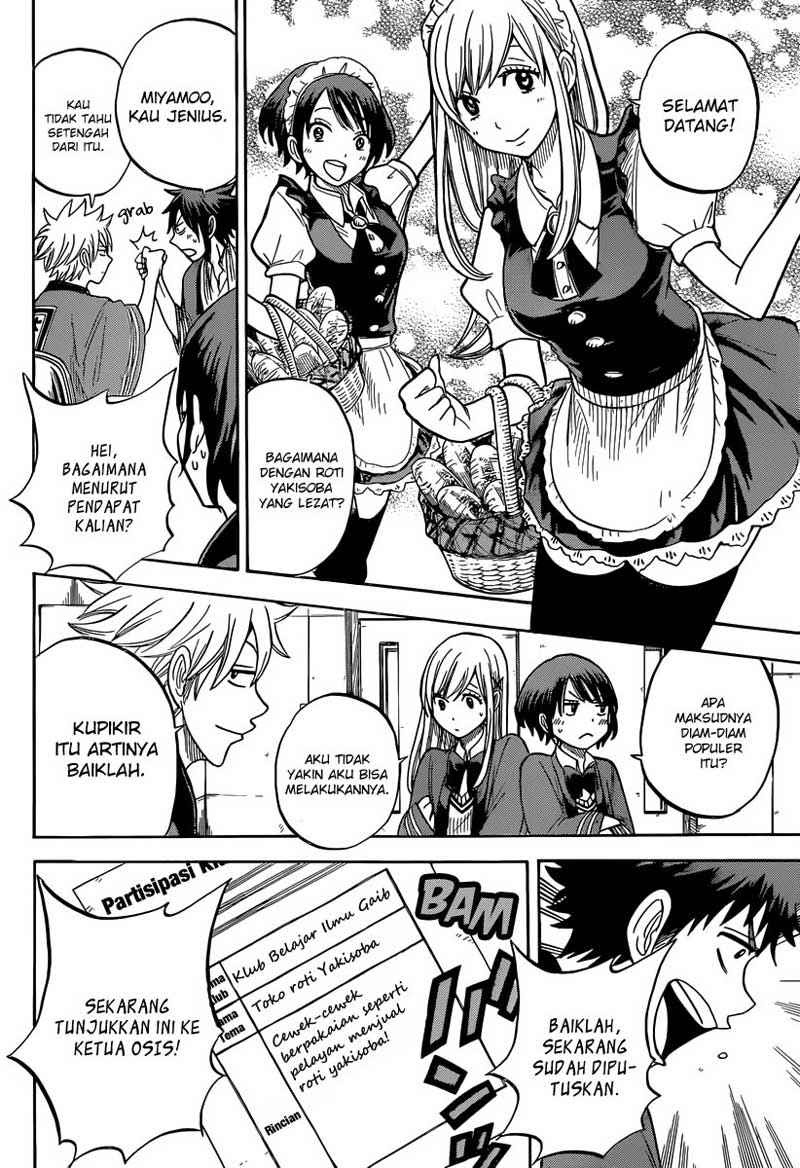 SELAMAT
DATANG!
BAGAIMANA
DENGAN ROTI
YAKISOBA
YANG LEZAT?
MIYAMOO,
KAU JENIUS.
KAU
TIDAK TAHU
SETENGAH
DARI ITU.
grab
HEI,
BAGAIMANA
MENURUT
PENDAPAT
KALIAN?
APA
MAKSUDNYA
DIAM-DIAM
POPULER
ITU?
AKU TIDAK
YAKIN AKU BISA
MELAKUKANNYA.
KUPIKIR
ITU ARTINYA
BAIKLAH.
BAIKLAH,
SEKARANG
SUDAH DIPU-
TUSKAN.
BAM
Partisipasi
Klub Belajar Ilmu Gaib
Toko roti Yakisoba
Tema
Cewek-cewek
berpakaian seperti
pelayan menjual
roti yakisoba!
Rincian
SEKARANG
TUNJUKKAN INI KE
KETUA OSIS!